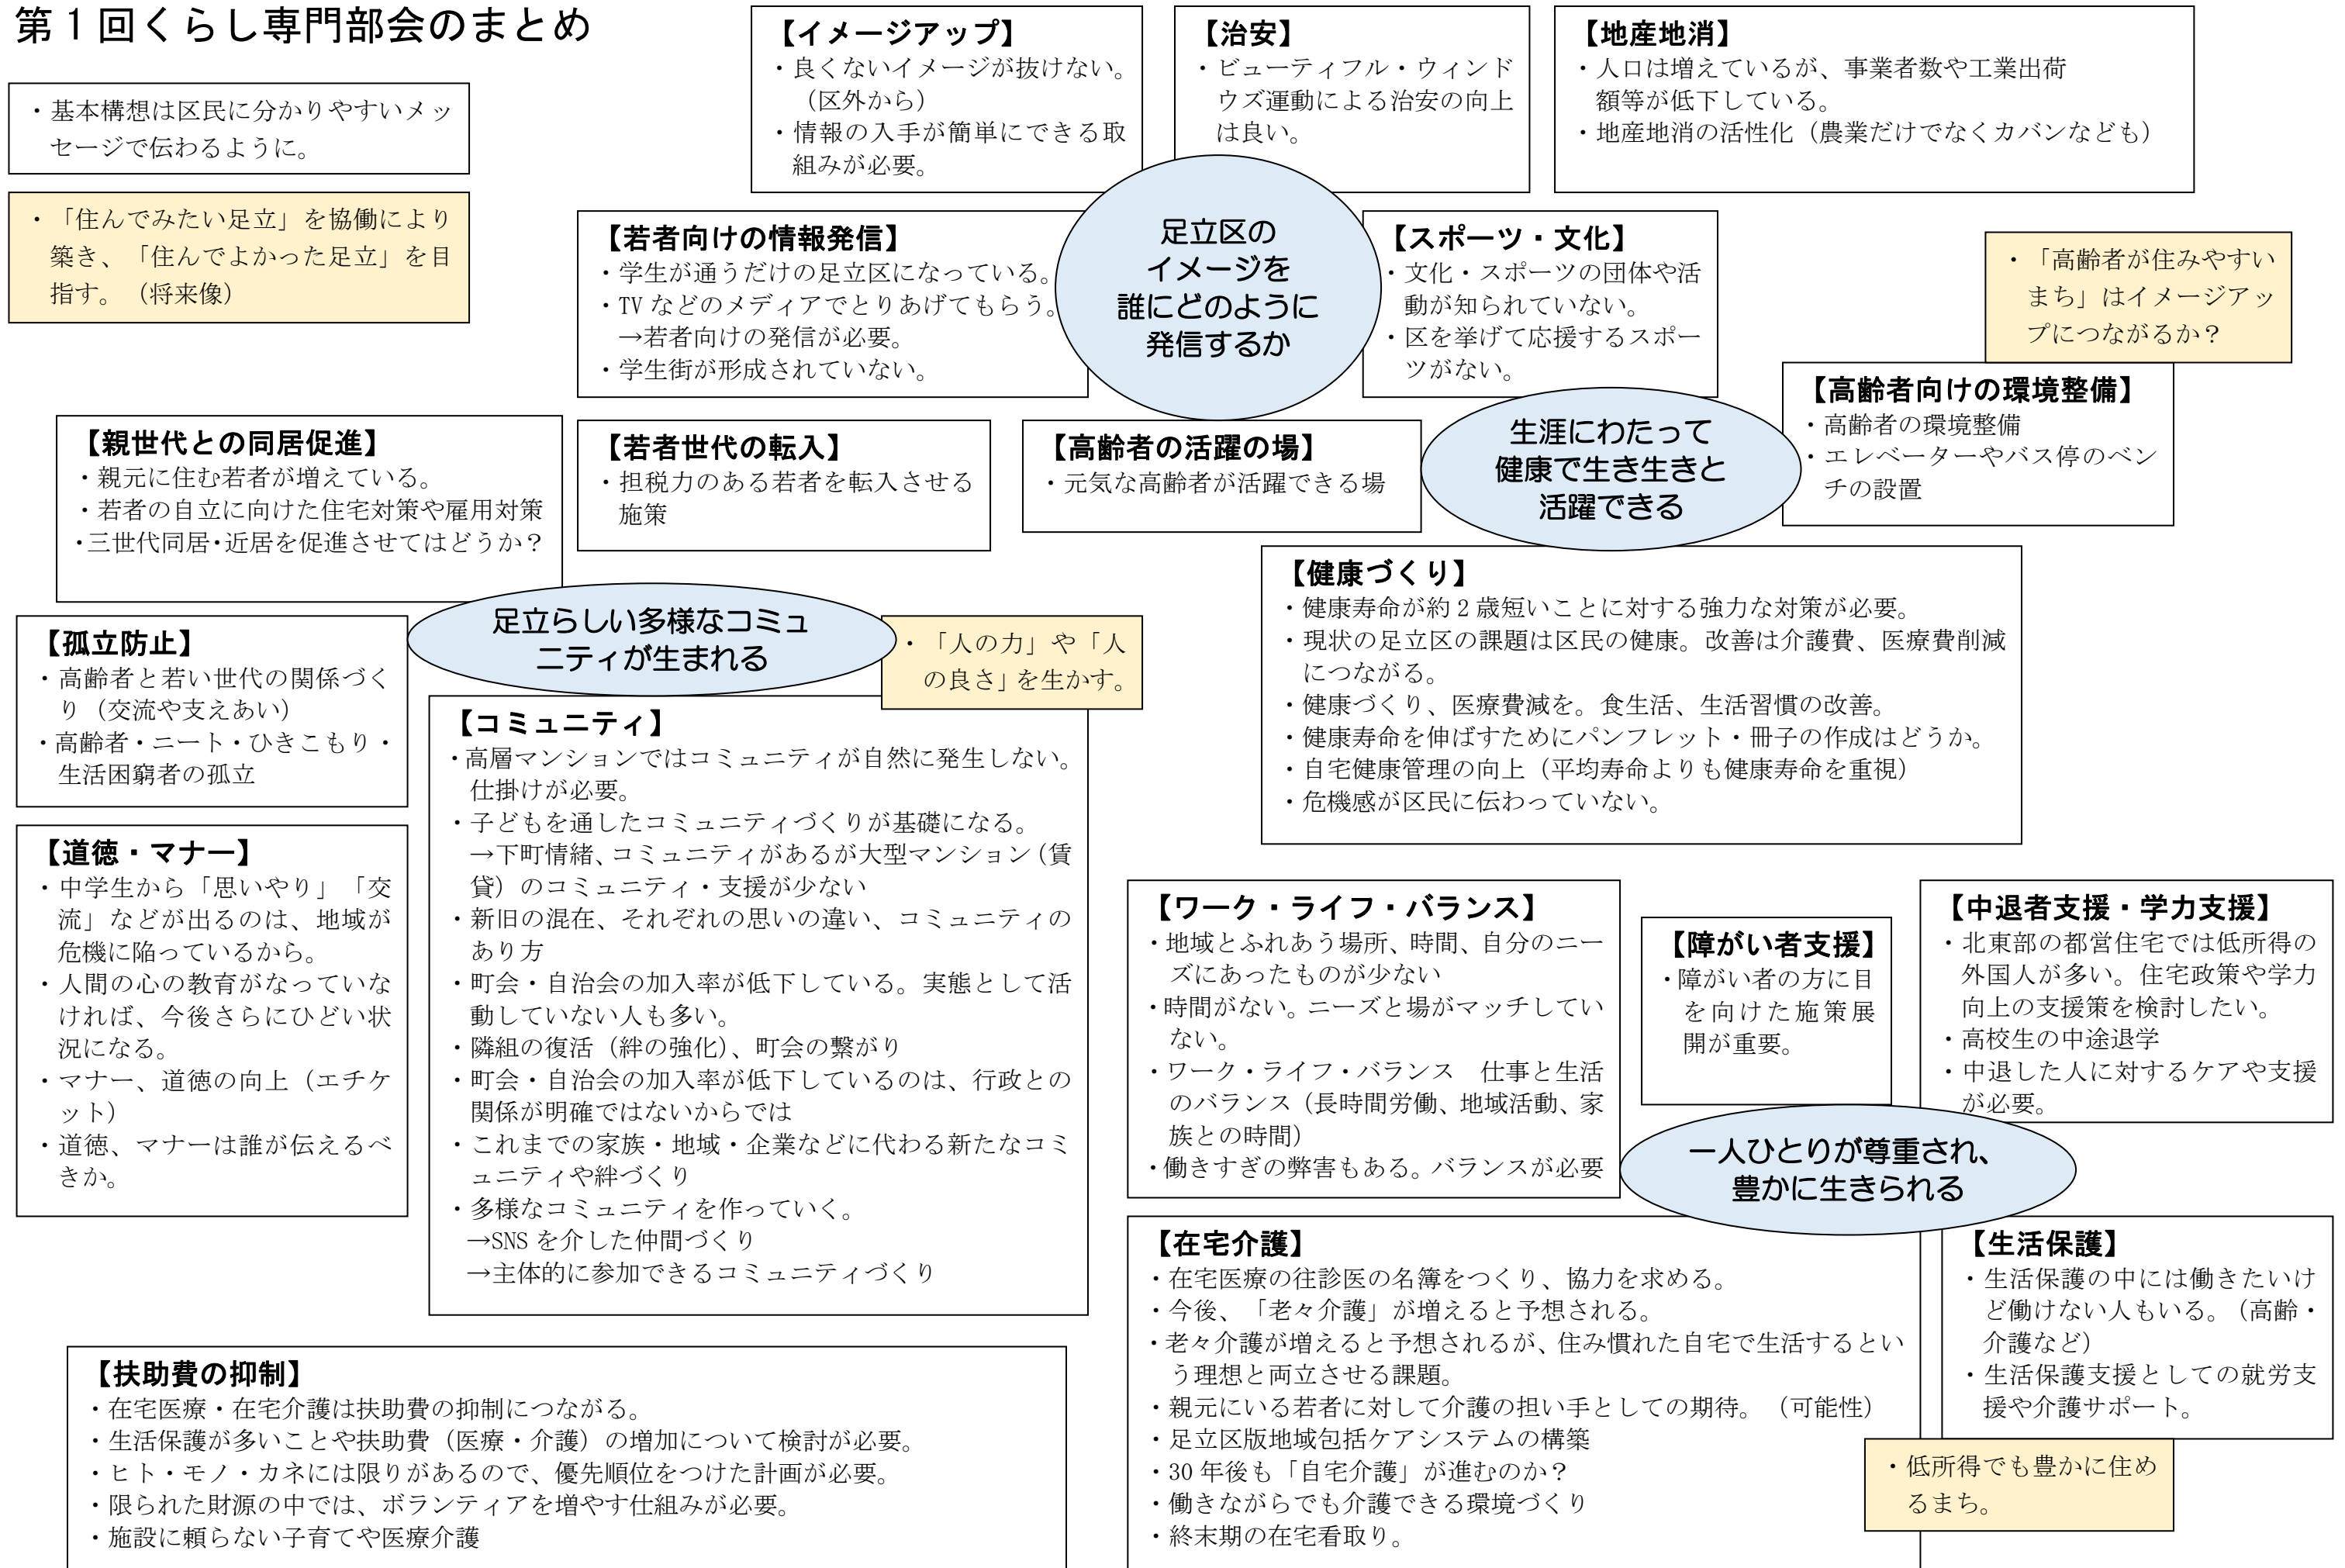 第1回くらし専門部会のまとめ
・基本構想は区民に分かりやすいメッ
セージで伝わるように。
・「住んでみたい足立」を協働により
築き、「住んでよかった足立」を目
指す。（将来像）
【イメージアップ】
・良くないイメージが抜けない。
（区外から）
・情報の入手が簡単にできる取
組みが必要。
【治安】
・ビューティフル・ウィンド
ウズ運動による治安の向上
は良い。
【地産地消】
・人口は増えているが、事業者数や工業出荷
額等が低下している。
・地産地消の活性化（農業だけでなくカバンなども）
【若者向けの情報発信】
・学生が通うだけの足立区になっている。
・TVなどのメディアでとりあげてもらう。
→若者向けの発信が必要。
・学生街が形成されていない。
足立区の
イメージを
誰にどのように
発信するか
【スポーツ・文化】
・文化・スポーツの団体や活
動が知られていない。
・区を挙げて応援するスポー
ツがない。
・「高齢者が住みやすい
まち」はイメージアッ
プにつながるか？
【高齢者向けの環境整備】
・高齢者の環境整備
・エレベーターやバス停のベン
チの設置
【親世代との同居促進】
・親元に住む若者が増えている。
・若者の自立に向けた住宅対策や雇用対策
・三世代同居・近居を促進させてはどうか？
【若者世代の転入】
・担税力のある若者を転入させる
施策
【高齢者の活躍の場】
・元気な高齢者が活躍できる場
生涯にわたって
健康で生き生きと
活躍できる
【健康づくり】
・健康寿命が約2歳短いことに対する強力な対策が必要。
・現状の足立区の課題は区民の健康。改善は介護費、医療費削減
につながる。
・健康づくり、医療費減を。食生活、生活習慣の改善。
・健康寿命を伸ばすためにパンフレット・冊子の作成はどうか。
・自宅健康管理の向上（平均寿命よりも健康寿命を重視）
・危機感が区民に伝わっていない。
足立らしい多様なコミュ
ニティが生まれる
・「人の力」や「人
の良さ」を生かす。
【孤立防止】
・高齢者と若い世代の関係づく
り（交流や支えあい）
・高齢者・ニート・ひきこもり・
生活困窮者の孤立
【道徳・マナー】
・中学生から「思いやり」「交
流」などが出るのは、地域が
危機に陥っているから。
・人間の心の教育がなっていな
ければ、今後さらにひどい状
況になる。
・マナー、道徳の向上（エチケ
ット）
・道徳、マナーは誰が伝えるべ
きか。
【コミュニティ】
・高層マンションではコミュニティが自然に発生しない。
仕掛けが必要。
・子どもを通したコミュニティづくりが基礎になる。
→下町情緒、コミュニティがあるが大型マンション（賃
貸）のコミュニティ・支援が少ない
・新旧の混在、それぞれの思いの違い、コミュニティの
あり方
・町会・自治会の加入率が低下している。実態として活
動していない人も多い。
・隣組の復活（絆の強化）、町会の繋がり
・町会・自治会の加入率が低下しているのは、行政との
関係が明確ではないからでは
・これまでの家族・地域・企業などに代わる新たなコミ
ュニティや絆づくり
・多様なコミュニティを作っていく。
→SNSを介した仲間づくり
→主体的に参加できるコミュニティづくり
【ワーク・ライフ・バランス】
・地域とふれあう場所、時間、自分のニー
ズにあったものが少ない
・時間がない。ニーズと場がマッチしてい
ない。
・ワーク・ライフ・バランス　仕事と生活
のバランス（長時間労働、地域活動、家
族との時間）
・働きすぎの弊害もある。バランスが必要
【障がい者支援】
・障がい者の方に目
を向けた施策展
開が重要。
【中退者支援・学力支援】
・北東部の都営住宅では低所得の
外国人が多い。住宅政策や学力
向上の支援策を検討したい。
・高校生の中途退学
・中退した人に対するケアや支援
が必要。
一人ひとりが尊重され、
豊かに生きられる
【在宅介護】
・在宅医療の往診医の名簿をつくり、協力を求める。
・今後、「老々介護」が増えると予想される。
・老々介護が増えると予想されるが、住み慣れた自宅で生活するとい
う理想と両立させる課題。
・親元にいる若者に対して介護の担い手としての期待。（可能性）
・足立区版地域包括ケアシステムの構築
・30年後も「自宅介護」が進むのか？
・働きながらでも介護できる環境づくり
・終末期の在宅看取り。
【生活保護】
・生活保護の中には働きたいけ
ど働けない人もいる。（高齢・
介護など）
・生活保護支援としての就労支
援や介護サポート。
・低所得でも豊かに住め
るまち。
【扶助費の抑制】
・在宅医療・在宅介護は扶助費の抑制につながる。
・生活保護が多いことや扶助費（医療・介護）の増加について検討が必要。
・ヒト・モノ・カネには限りがあるので、優先順位をつけた計画が必要。
・限られた財源の中では、ボランティアを増やす仕組みが必要。
・施設に頼らない子育てや医療介護